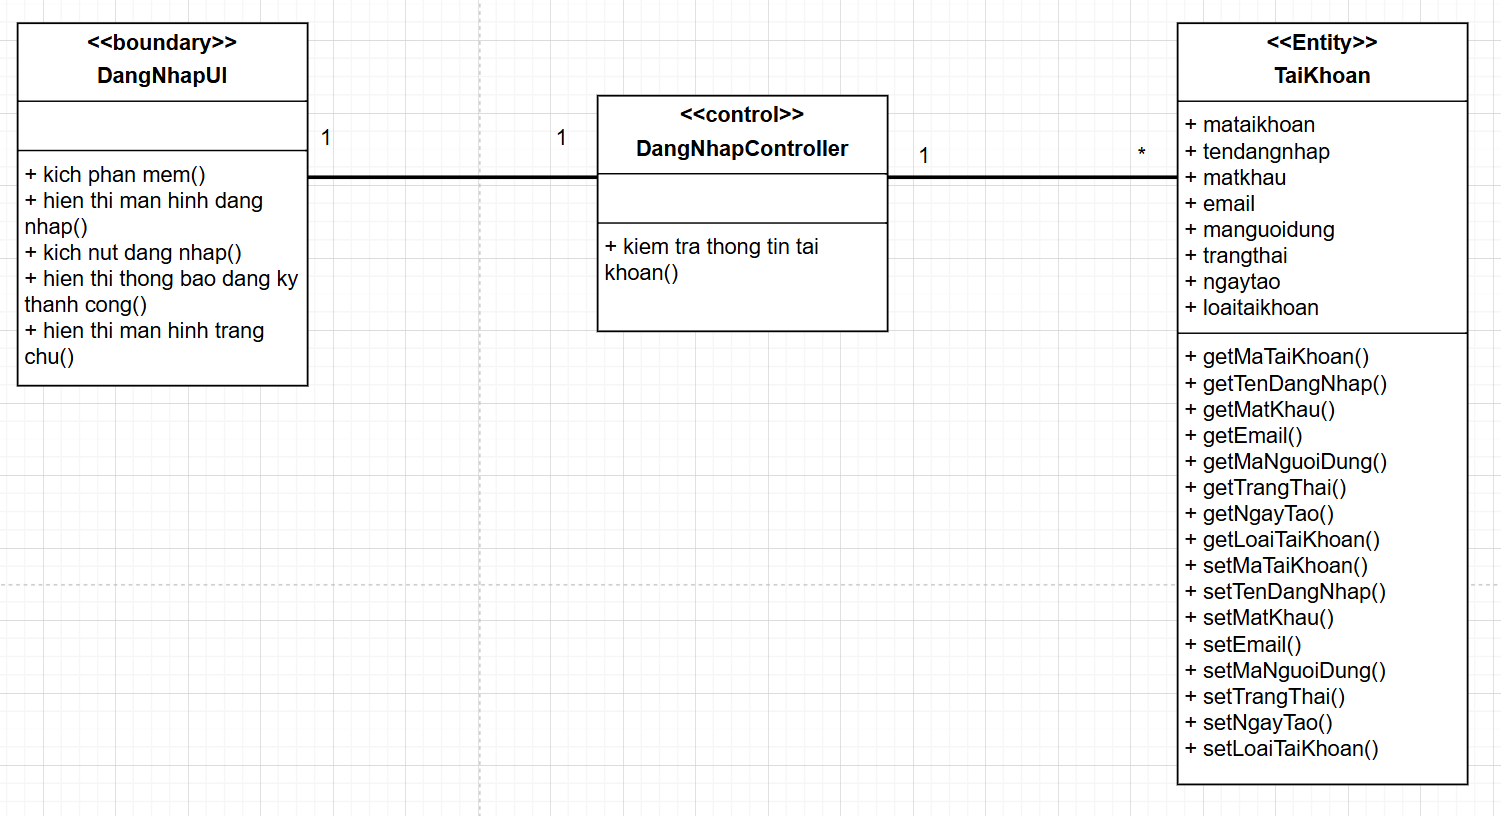 <<boundary>>
DangNhapUI
+ kich phan mem()
+ hien thi man hinh dang
nhap()
+ kich nut dang nhap()
+ hien thi thong bao dang ky
thanh cong()
+ hien thi man hinh trang
chu()
1
1
<<control>>
DangNhapController
+ kiem tra thong tin tai
khoan()
1
*
<<Entity>>
TaiKhoan
+ mataikhoan
+ tendangnhap
+ matkhau
+ email
+ manguoidung
+ trangthai
+ ngaytao
+ loaitaikhoan
+ getMaTaiKhoan()
+ getTenDangNhap()
+ getMatKhau()
+ getEmail()
+ getMaNguoiDung()
+ getTrangThai()
+ getNgayTao()
+ getLoaiTaiKhoan()
+ setMaTaiKhoan()
+ setTenDangNhap()
+ setMatKhau()
+ setEmail()
+ setMaNguoiDung()
+ setTrangThai()
+ setNgayTao()
+ setLoaiTaiKhoan()